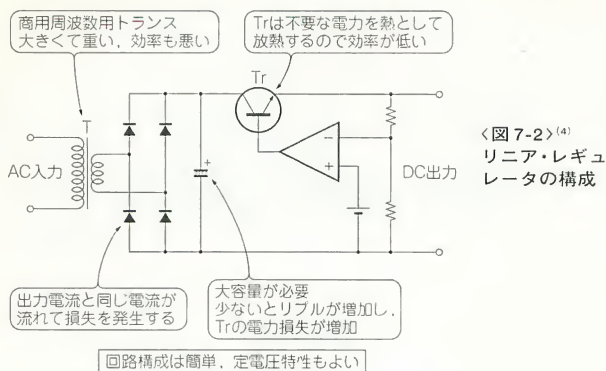 商用周波数用トランス
大きくて重い，効率も悪い
Trは不要な電力を熱として
放熱するので効率が低い
Tr
T
AC入力
+
−
+
DC出力
〈図7-2〉(4)
リニア・レギュ
レータの構成
出力電流と同じ電流が
流れて損失を発生する
大容量が必要
少ないとリプルが増加し，
Trの電力損失が増加
回路構成は簡単，定電圧特性もよい